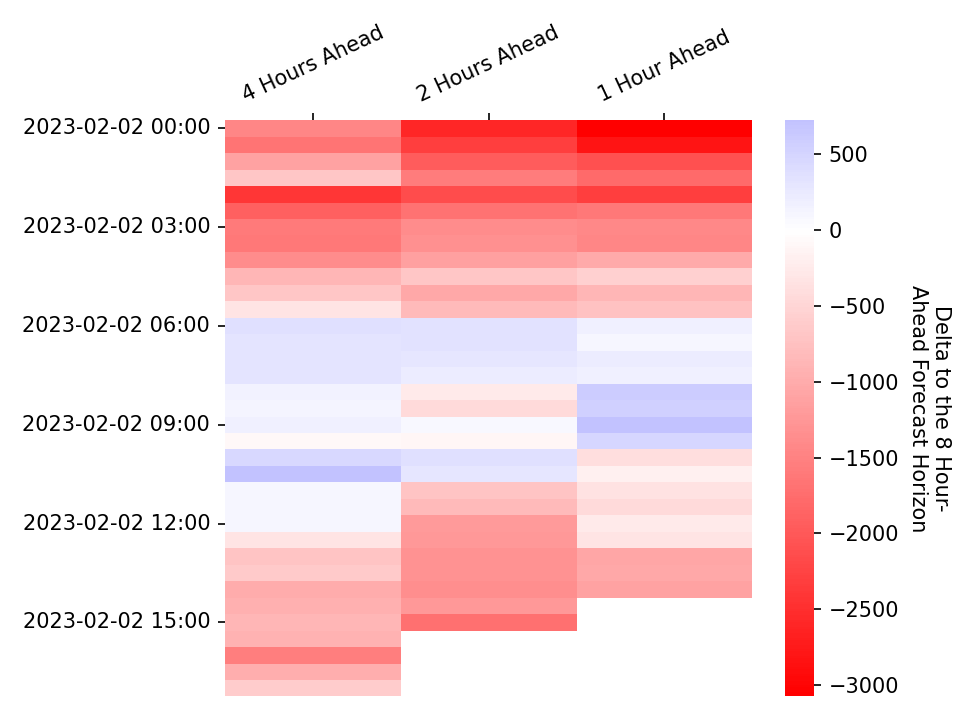 4 Hours Ahead
2 Hours Ahead
1 Hour Ahead
2023-02-02 00:00
2023-02-02 03:00
2023-02-02 06:00
2023-02-02 09:00
2023-02-02 12:00
2023-02-02 15:00
500
0
−500
−1000
−1500
−2000
−2500
−3000
Delta to the 8 Hour-
Ahead Forecast Horizon